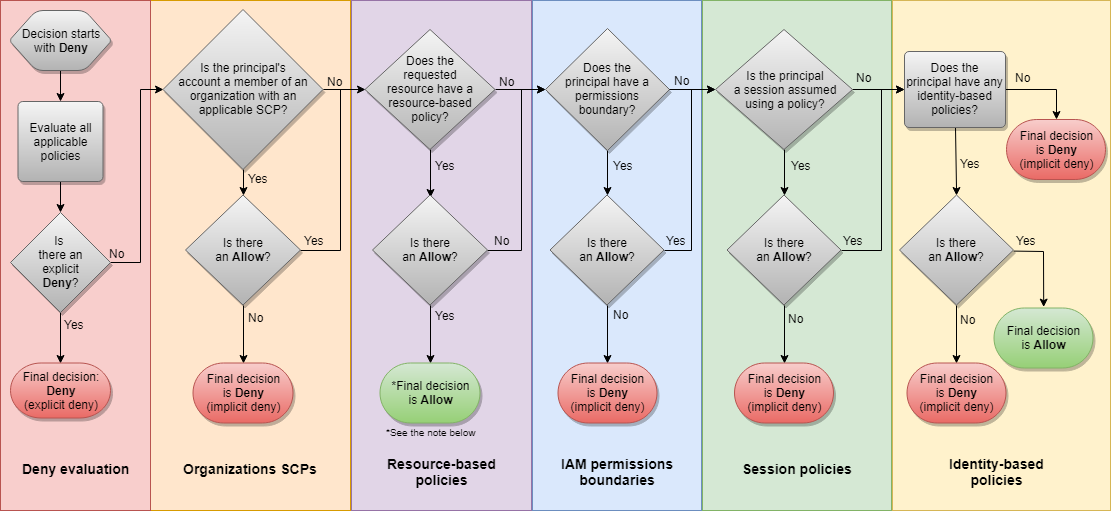 Decision starts
with Deny
Evaluate all
applicable
policies
Is
there an
explicit
Deny?
No
Yes
Final decision:
Deny
(explicit deny)
Deny evaluation
Is the principal's
account a member of an
organization with an
applicable SCP?
No
Yes
Is there
an Allow?
Yes
No
Final decision
is Deny
(implicit deny)
Organizations SCPs
Does the
requested
resource have a
resource-based
policy?
No
Yes
Is there
an Allow?
No
Yes
*Final decision
is Allow
*See the note below
Resource-based
policies
Does the
principal have a
permissions
boundary?
No
Yes
Is there
an Allow?
Yes
No
Final decision
is Deny
(implicit deny)
IAM permissions
boundaries
Is the principal
a session assumed
using a policy?
No
Yes
Is there
an Allow?
Yes
No
Final decision
is Deny
(implicit deny)
Session policies
Does the
principal have any
identity-based
policies?
No
Final decision
is Deny
(implicit deny)
Yes
Is there
an Allow?
Yes
Final decision
is Allow
No
Final decision
is Deny
(implicit deny)
Identity-based
policies